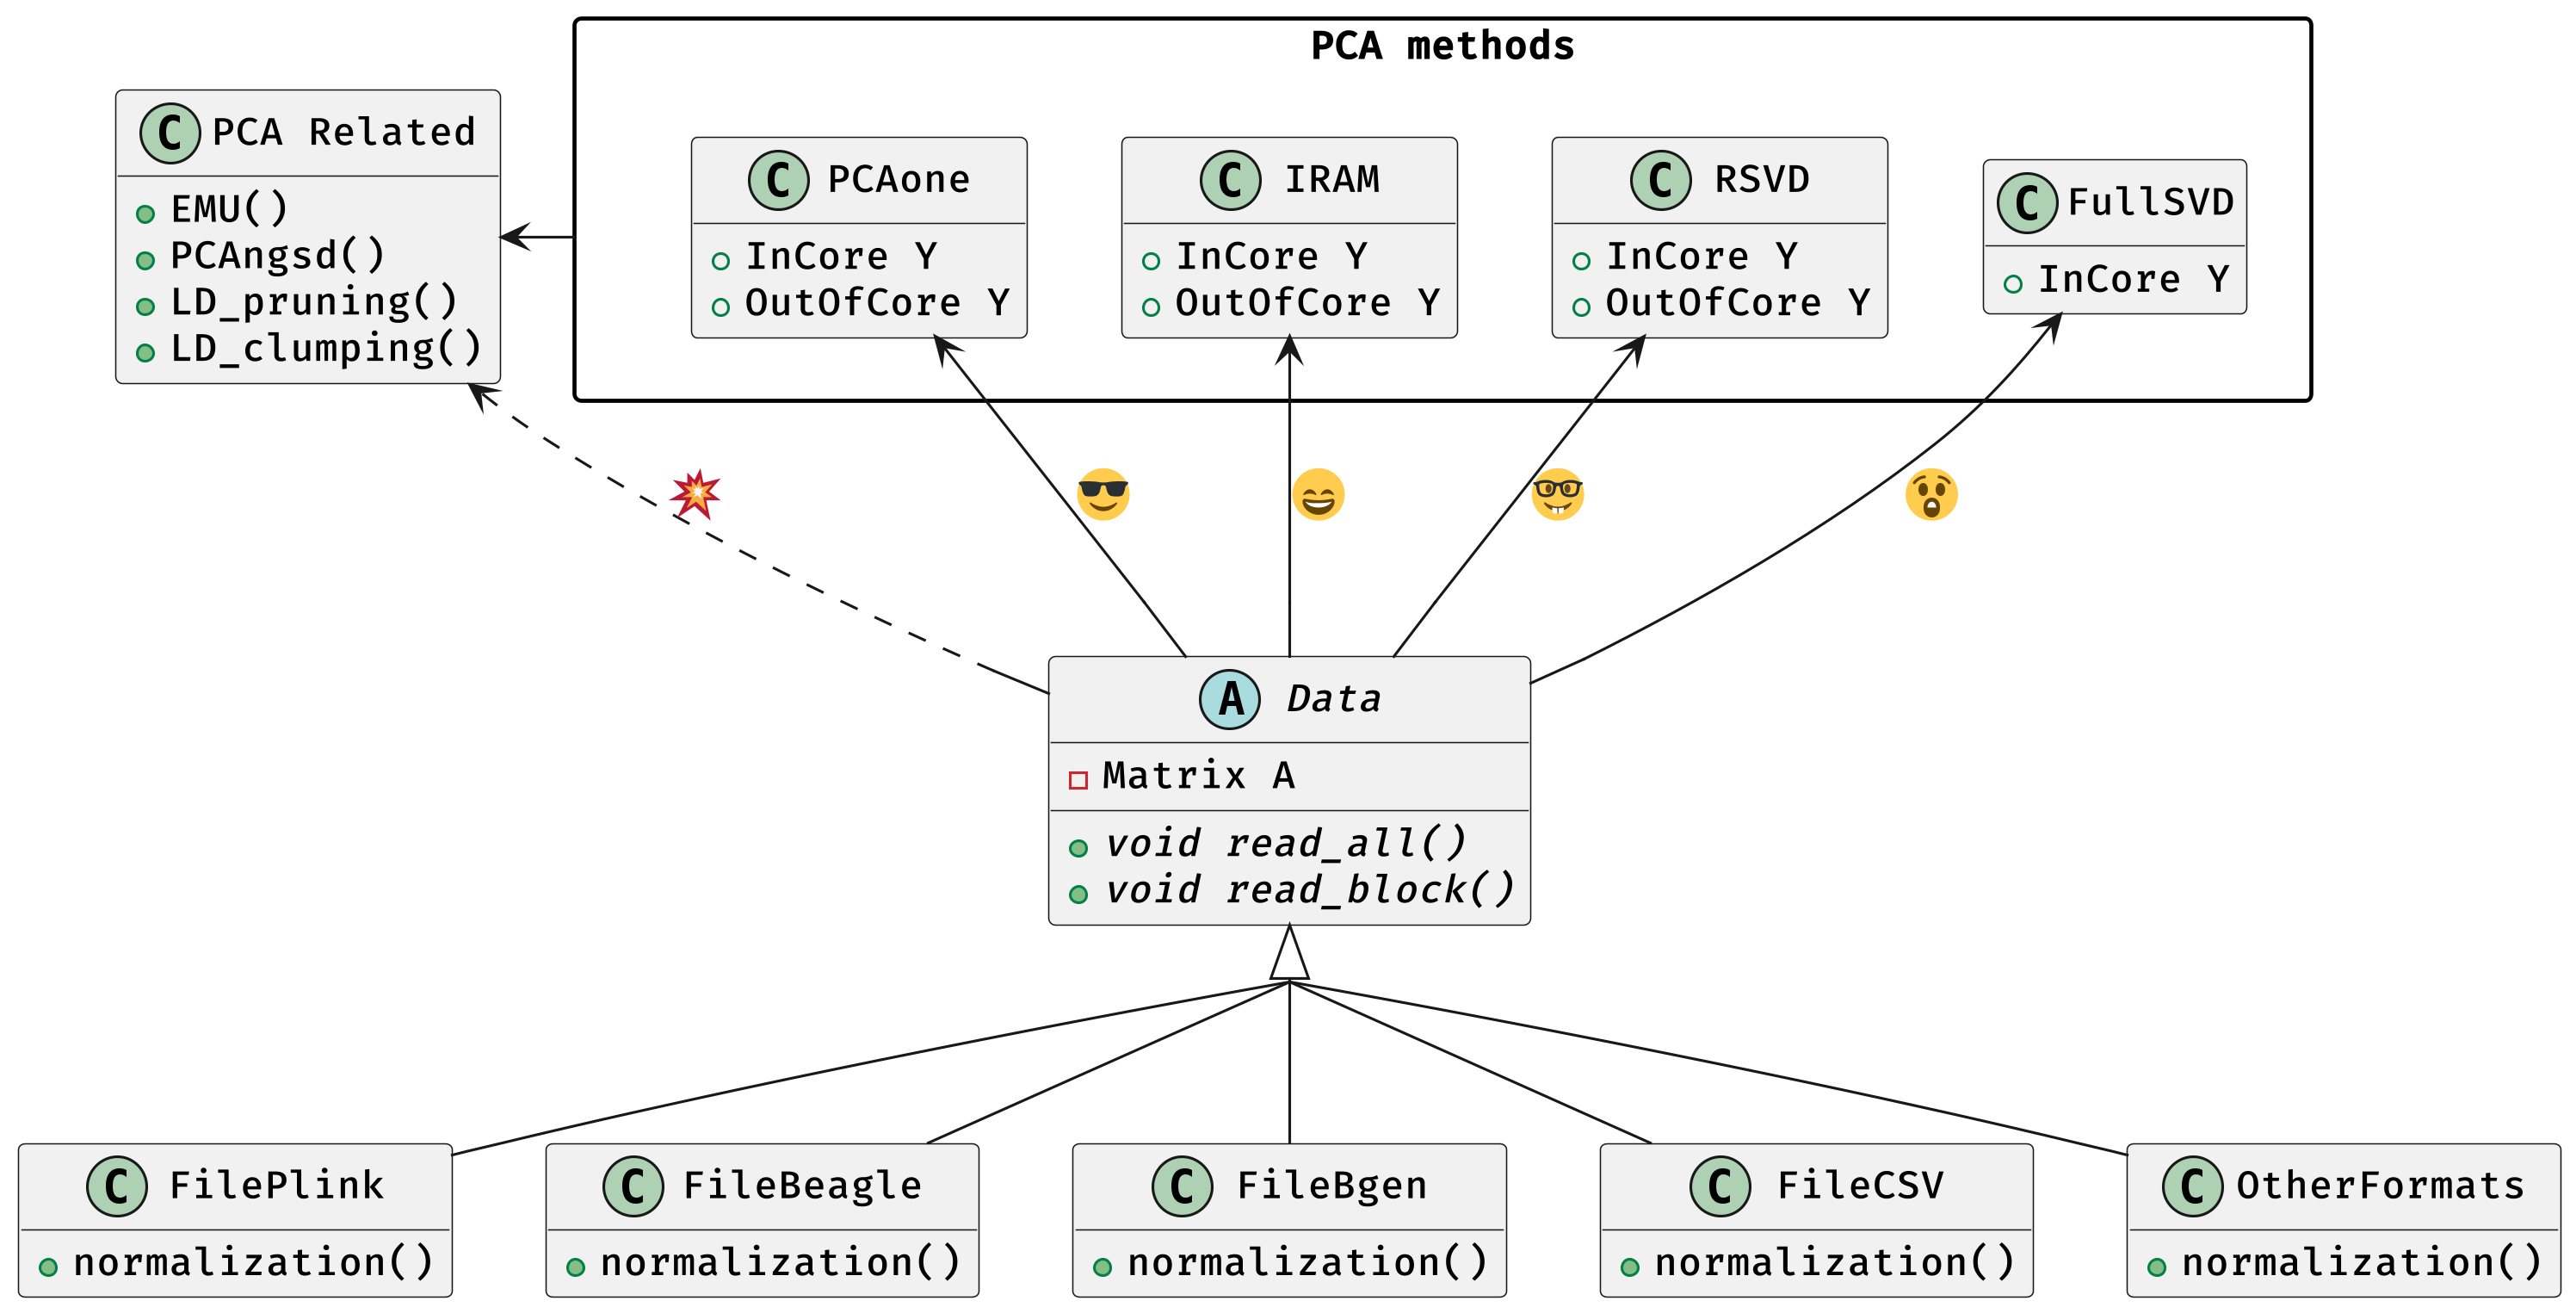 PCA methods
C PCA Related
EMU()
PCAngsd()
LD_pruning()
LD_clumping()
C PCAone
InCore Y
OutOfCore Y
C IRAM
InCore Y
OutOfCore Y
C RSVD
InCore Y
OutOfCore Y
C FullSVD
InCore Y
A Data
Matrix A
void read_all()
void read_block()
C FilePlink
normalization()
C FileBeagle
normalization()
C FileBgen
normalization()
C FileCSV
normalization()
C OtherFormats
normalization()